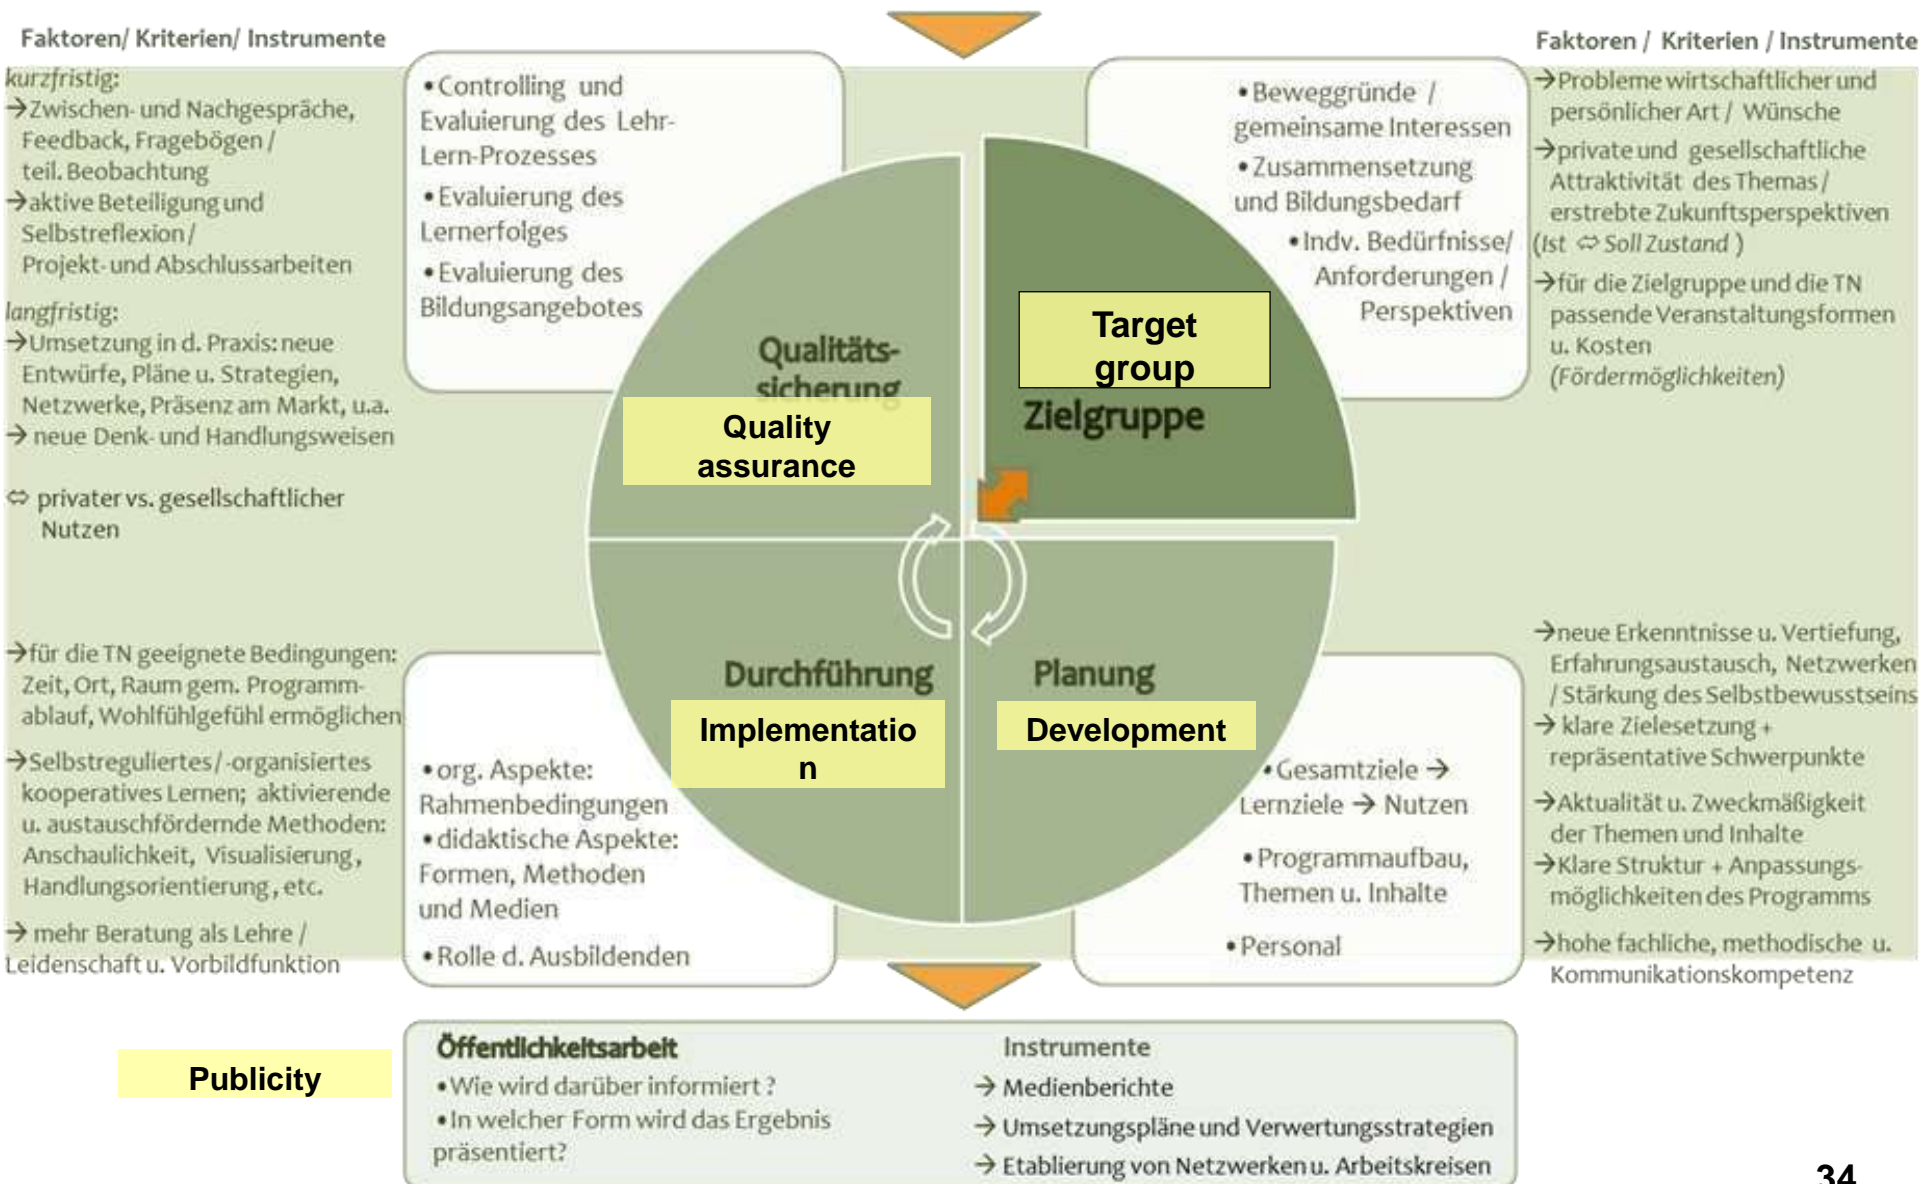 Faktoren/ Kriterien/ Instrumente
kurzfristig:
→Zwischen- und Nachgespräche,
Feedback, Fragebögen /
teil. Beobachtung
→aktive Beteiligung und
Selbstreflexion /
Projekt- und Abschlussarbeiten
langfristig:
→Umsetzung in d. Praxis: neue
Entwürfe, Pläne u. Strategien,
Netzwerke, Präsenz am Markt, u.a.
→ neue Denk- und Handlungsweisen
⇔ privater vs. gesellschaftlicher
Nutzen
•Controlling und
Evaluierung des Lehr-
Lern-Prozesses
•Evaluierung des
Lernerfolges
•Evaluierung des
Bildungsangebotes
Qualitäts-
sicherung
Quality
assurance
Target
group
Zielgruppe
•Beweggründe /
gemeinsame Interessen
•Zusammensetzung
und Bildungsbedarf
•Indv. Bedürfnisse/
Anforderungen /
Perspektiven
Faktoren / Kriterien / Instrumente
→Probleme wirtschaftlicher und
persönlicher Art / Wünsche
→private und gesellschaftliche
Attraktivität des Themas /
erstrebte Zukunftsperspektiven
(Ist ⇔ Soll Zustand )
→für die Zielgruppe und die TN
passende Veranstaltungsformen
u. Kosten
(Fördermöglichkeiten)
→für die TN geeignete Bedingungen:
Zeit, Ort, Raum gem. Programm-
ablauf, Wohlfühlgefühl ermöglichen
→Selbstreguliertes/-organisiertes
kooperatives Lernen; aktivierende
u. austauschfördernde Methoden:
Anschaulichkeit, Visualisierung,
Handlungsorientierung, etc.
→ mehr Beratung als Lehre /
Leidenschaft u. Vorbildfunktion
•org. Aspekte:
Rahmenbedingungen
•didaktische Aspekte:
Formen, Methoden
und Medien
•Rolle d. Ausbildenden
Durchführung
Implementatio
n
Planung
Development
•Gesamtziele →
Lernziele → Nutzen
•Programmaufbau,
Themen u. Inhalte
•Personal
→neue Erkenntnisse u. Vertiefung,
Erfahrungsaustausch, Netzwerken
/ Stärkung des Selbstbewusstseins
→ klare Zielesetzung +
repräsentative Schwerpunkte
→Aktualität u. Zweckmäßigkeit
der Themen und Inhalte
→Klare Struktur + Anpassungs-
möglichkeiten des Programms
→hohe fachliche, methodische u.
Kommunikationskompetenz
Publicity
Öffentlichkeitsarbeit
•Wie wird darüber informiert ?
•In welcher Form wird das Ergebnis
präsentiert?
Instrumente
→ Medienberichte
→ Umsetzungspläne und Verwertungsstrategien
→ Etablierung von Netzwerken u. Arbeitskreisen
34